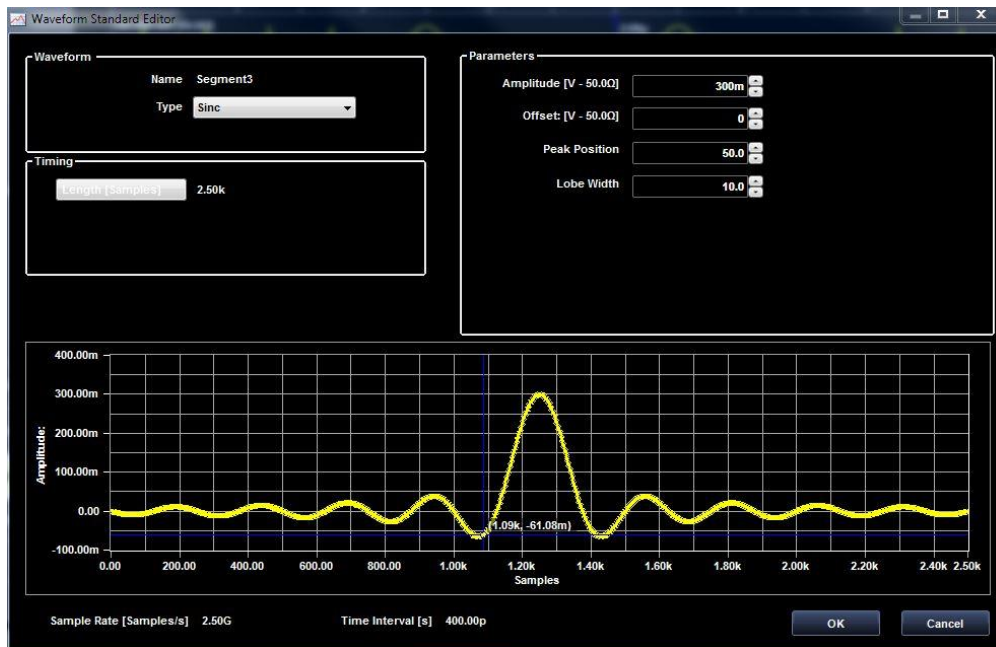 Waveform Standard Editor
Waveform
Name Segment3
Type Sinc
Timing
Length [Samples] 2.50k
Parameters
Amplitude [V - 50.0Ω] 300m
Offset: [V - 50.0Ω] 0
Peak Position 50.0
Lobe Width 10.0
400.00m
300.00m
200.00m
100.00m
0.00
-100.00m
Amplitude:
(1.09k, -61.08m)
0.00 200.00 400.00 600.00 800.00 1.00k 1.20k 1.40k 1.60k 1.80k 2.00k 2.20k 2.40k 2.50k
Samples
Sample Rate [Samples/s] 2.50G Time Interval [s] 400.00p
OK Cancel